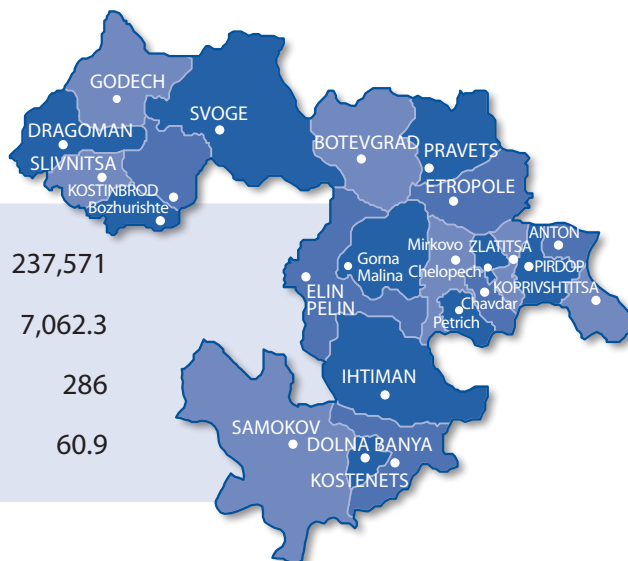 GODECH
SVOGE
DRAGOMAN
SLIVNITSA
KOSTINBROD
Bozhurishte
BOTEVGRAD
PRAVETS
ETROPOLE
Mirkovo
ZLATITSA
ANTON
Gorna
Malina
Chelopech
PIRDOP
KOPRIVSHTITSA
ELIN
PELIN
Chavdar
Petrich
IHTIMAN
SAMOKOV
DOLNA BANYA
KOSTENETS
237,571
7,062.3
286
60.9